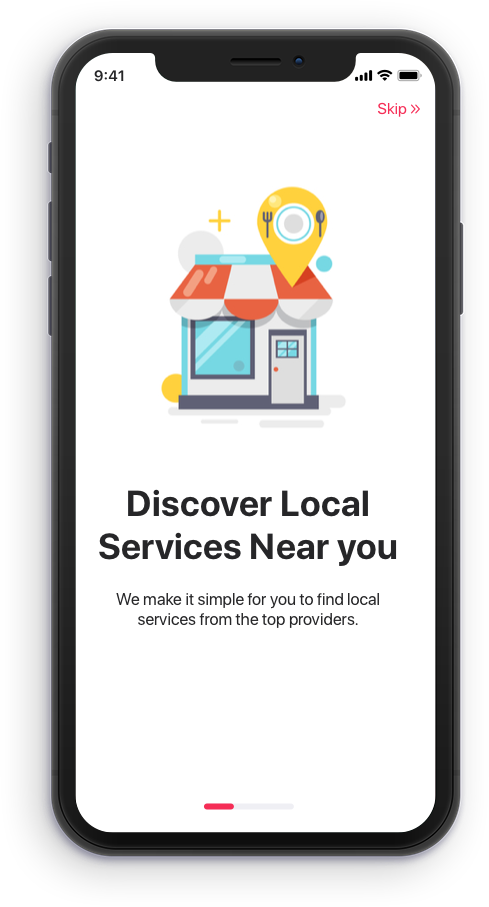 9:41
Skip »
Discover Local
Services Near you
We make it simple for you to find local
services from the top providers.